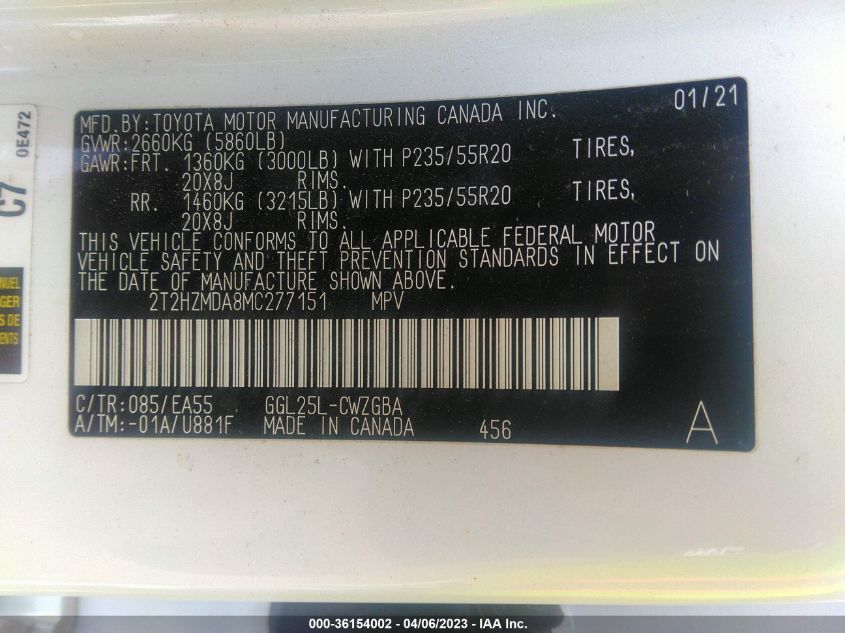 MFD.BY:TOYOTA MOTOR MANUFACTURING CANADA INC. 01/21
GVWR:2660KG (5860LB)
GAWR:FRT. 1360KG (3000LB) WITH P235/55R20 TIRES,
20X8J RIMS.
RR. 1460KG (3215LB) WITH P235/55R20 TIRES,
20X8J RIMS.
THIS VEHICLE CONFORMS TO ALL APPLICABLE FEDERAL MOTOR
VEHICLE SAFETY AND THEFT PREVENTION STANDARDS IN EFFECT ON
THE DATE OF MANUFACTURE SHOWN ABOVE.
2T2HZMDA8MC277151 MPV
C/TR:085/EA55 GGL25L-CWZGBA
A/TM:-01A/U881F MADE IN CANADA 456 A
C7 0E472
NUEL
GER
S DE
ENTS
000-36154002 - 04/06/2023 - IAA Inc.